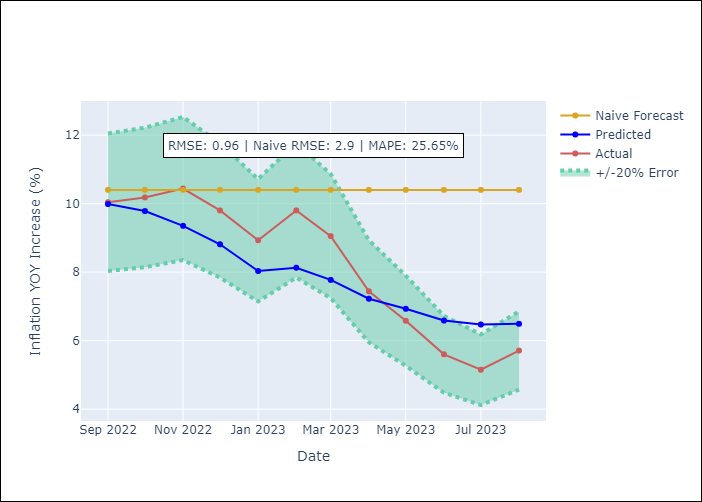 RMSE: 0.96 | Naive RMSE: 2.9 | MAPE: 25.65%
Naive Forecast
Predicted
Actual
+/-20% Error
Inflation YOY Increase (%)
12
10
8
6
4
Sep 2022 Nov 2022 Jan 2023 Mar 2023 May 2023 Jul 2023
Date